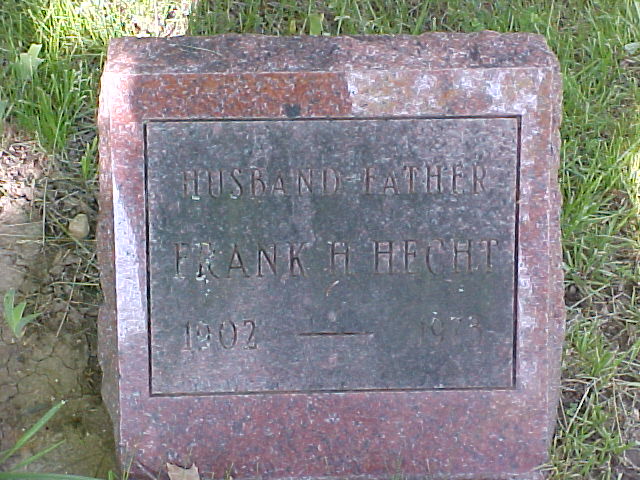 HUSBAND - FATHER
FRANK H HECHT
1902 —